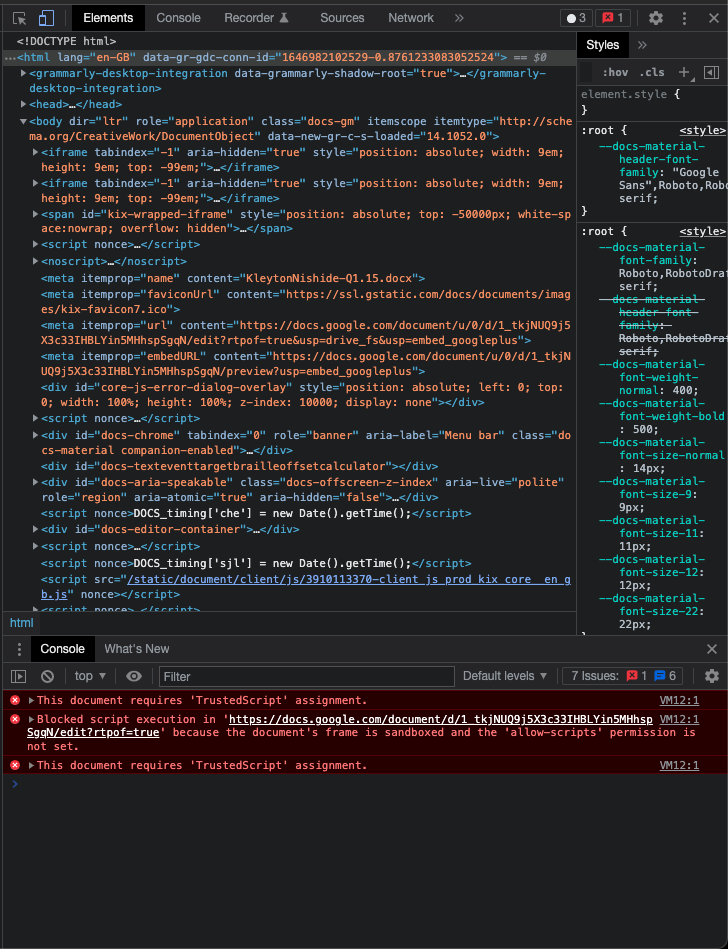 Elements Console Recorder Sources Network » 3 1
<!DOCTYPE html>
…<html lang="en-GB" data-gr-gdc-conn-id="1646982102529-0.8761233083052524"> == $0
<grammarly-desktop-integration data-grammarly-shadow-root="true">…</grammarly-
desktop-integration>
<head>…</head>
<body dir="ltr" role="application" class="docs-gm" itemscope itemtype="http://sche
ma.org/CreativeWork/DocumentObject" data-new-gr-c-s-loaded="14.1052.0">
<iframe tabindex="-1" aria-hidden="true" style="position: absolute; width: 9em;
height: 9em; top: -99em;">…</iframe>
<iframe tabindex="-1" aria-hidden="true" style="position: absolute; width: 9em;
height: 9em; top: -99em;">…</iframe>
<span id="kix-wrapped-iframe" style="position: absolute; top: -50000px; white-sp
ace:nowrap; overflow: hidden">…</span>
<script nonce>…</script>
<noscript>…</noscript>
<meta itemprop="name" content="KleytonNishide-Q1.15.docx">
<meta itemprop="faviconUrl" content="https://ssl.gstatic.com/docs/documents/imag
es/kix-favicon7.ico">
<meta itemprop="url" content="https://docs.google.com/document/u/0/d/1_tkjNUQ9j5
X3c33IHBLYin5MHhspSgqN/edit?rtpof=true&usp=drive_fs&usp=embed_googleplus">
<meta itemprop="embedURL" content="https://docs.google.com/document/u/0/d/1_tkjN
UQ9j5X3c33IHBLYin5MHhspSgqN/preview?usp=embed_googleplus">
<div id="core-js-error-dialog-overlay" style="position: absolute; left: 0; top:
0; width: 100%; height: 100%; z-index: 10000; display: none"></div>
<script nonce>…</script>
<div id="docs-chrome" tabindex="0" role="banner" aria-label="Menu bar" class="do
cs-material companion-enabled">…</div>
<div id="docs-texteventtargetbrailleoffsetcalculator"></div>
<div id="docs-aria-speakable" class="docs-offscreen-z-index" aria-live="polite"
role="region" aria-atomic="true" aria-hidden="false">…</div>
<script nonce>DOCS_timing['che'] = new Date().getTime();</script>
<div id="docs-editor-container">…</div>
<script nonce>…</script>
<script nonce>DOCS_timing['sjl'] = new Date().getTime();</script>
<script src="/static/document/client/js/3910113370-client_js_prod_kix_core__en_g
b.js" nonce></script>
<script nonce>…</script>
html
Styles »
:hov .cls +
element.style {
}
:root { <style>
--docs-material-
header-font-
family: "Google
Sans",Roboto,Rob
serif;
}
:root { <style>
--docs-material-
font-family:
Roboto,RobotoDra
serif;
--docs-material-
header-font-
family:
Roboto,RobotoDra
serif;
--docs-material-
font-weight-
normal: 400;
--docs-material-
font-weight-bold
: 500;
--docs-material-
font-size-normal
: 14px;
--docs-material-
font-size-9:
9px;
--docs-material-
font-size-11:
11px;
--docs-material-
font-size-12:
12px;
--docs-material-
font-size-22:
22px;
}
Console What's New
top ▼ Filter Default levels ▼ 7 Issues: 1 6
This document requires 'TrustedScript' assignment. VM12:1
Blocked script execution in 'https://docs.google.com/document/d/1_tkjNUQ9j5X3c33IHBLYin5MHhsp VM12:1
SgqN/edit?rtpof=true' because the document's frame is sandboxed and the 'allow-scripts' permission is
not set.
This document requires 'TrustedScript' assignment. VM12:1